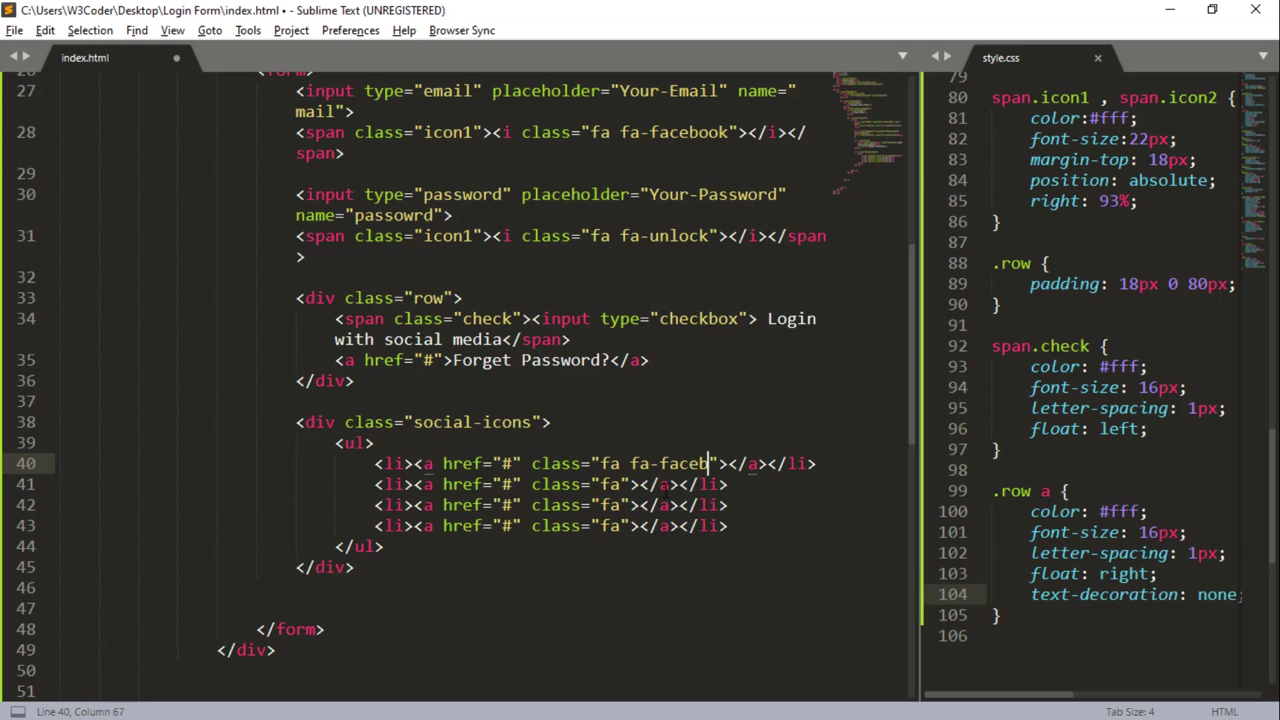 C:\Users\W3Coder\Desktop\Login Form\index.html • - Sublime Text (UNREGISTERED)
File Edit Selection Find View Goto Tools Project Preferences Help Browser Sync
index.html
style.css
27 <input type="email" placeholder="Your-Email" name="
mail">
28 <span class="icon1"><i class="fa fa-facebook"></i></
span>
29
30 <input type="password" placeholder="Your-Password"
name="passowrd">
31 <span class="icon1"><i class="fa fa-unlock"></i></span
>
32
33 <div class="row">
34 <span class="check"><input type="checkbox"> Login
with social media</span>
35 <a href="#">Forget Password?</a>
36 </div>
37
38 <div class="social-icons">
39 <ul>
40 <li><a href="#" class="fa fa-faceb"></a></li>
41 <li><a href="#" class="fa"></a></li>
42 <li><a href="#" class="fa"></a></li>
43 <li><a href="#" class="fa"></a></li>
44 </ul>
45 </div>
46
47
48 </form>
49 </div>
50
51
79
80 span.icon1 , span.icon2 {
81 color:#fff;
82 font-size:22px;
83 margin-top: 18px;
84 position: absolute;
85 right: 93%;
86 }
87
88 .row {
89 padding: 18px 0 80px;
90 }
91
92 span.check {
93 color: #fff;
94 font-size: 16px;
95 letter-spacing: 1px;
96 float: left;
97 }
98
99 .row a {
100 color: #fff;
101 font-size: 16px;
102 letter-spacing: 1px;
103 float: right;
104 text-decoration: none;
105 }
106
Line 40, Column 67
Tab Size: 4
HTML